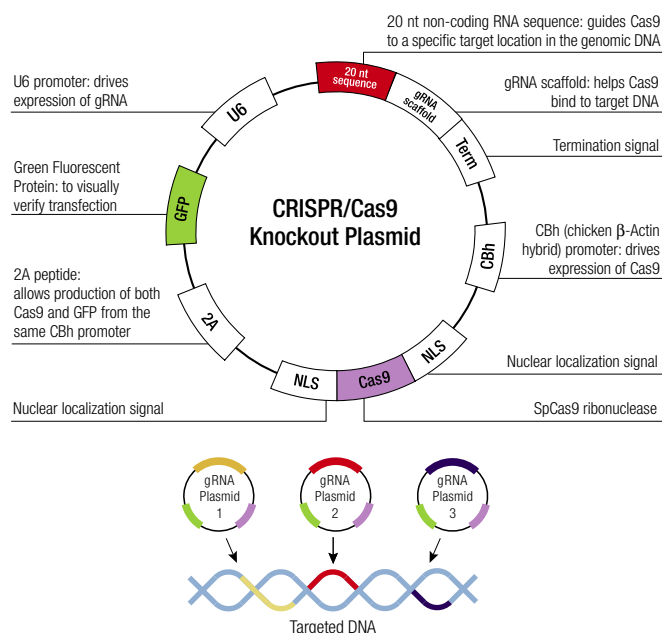 20 nt non-coding RNA sequence: guides Cas9
to a specific target location in the genomic DNA
U6 promoter: drives
expression of gRNA
20 nt
sequence
gRNA
scaffold
gRNA scaffold: helps Cas9
bind to target DNA
U6
Term
Termination signal
Green Fluorescent
Protein: to visually
verify transfection
GFP
CRISPR/Cas9
Knockout Plasmid
CBh
CBh (chicken β-Actin
hybrid) promoter: drives
expression of Cas9
2A peptide:
allows production of both
Cas9 and GFP from the
same CBh promoter
2A
NLS
Cas9
NLS
Nuclear localization signal
Nuclear localization signal
SpCas9 ribonuclease
gRNA
Plasmid
1
gRNA
Plasmid
2
gRNA
Plasmid
3
Targeted DNA